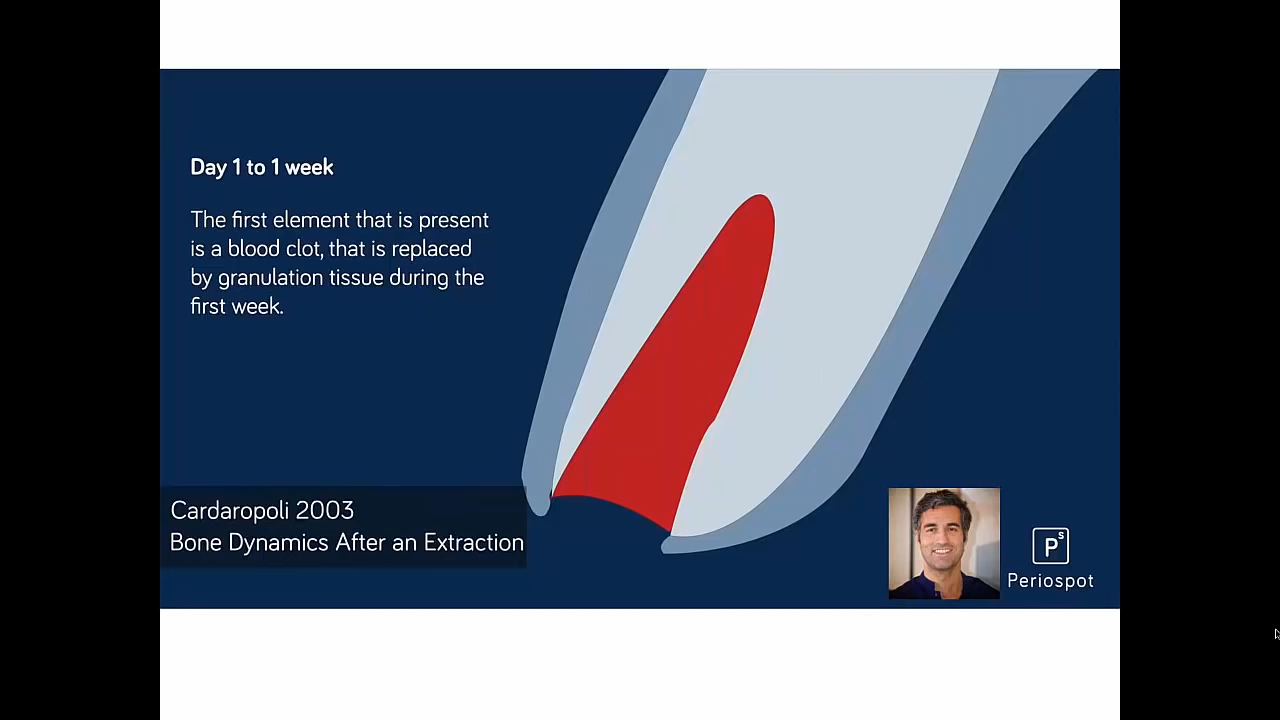 Day 1 to 1 week
The first element that is present
is a blood clot, that is replaced
by granulation tissue during the
first week.
Cardaropoli 2003
Bone Dynamics After an Extraction
Ps
Periospot